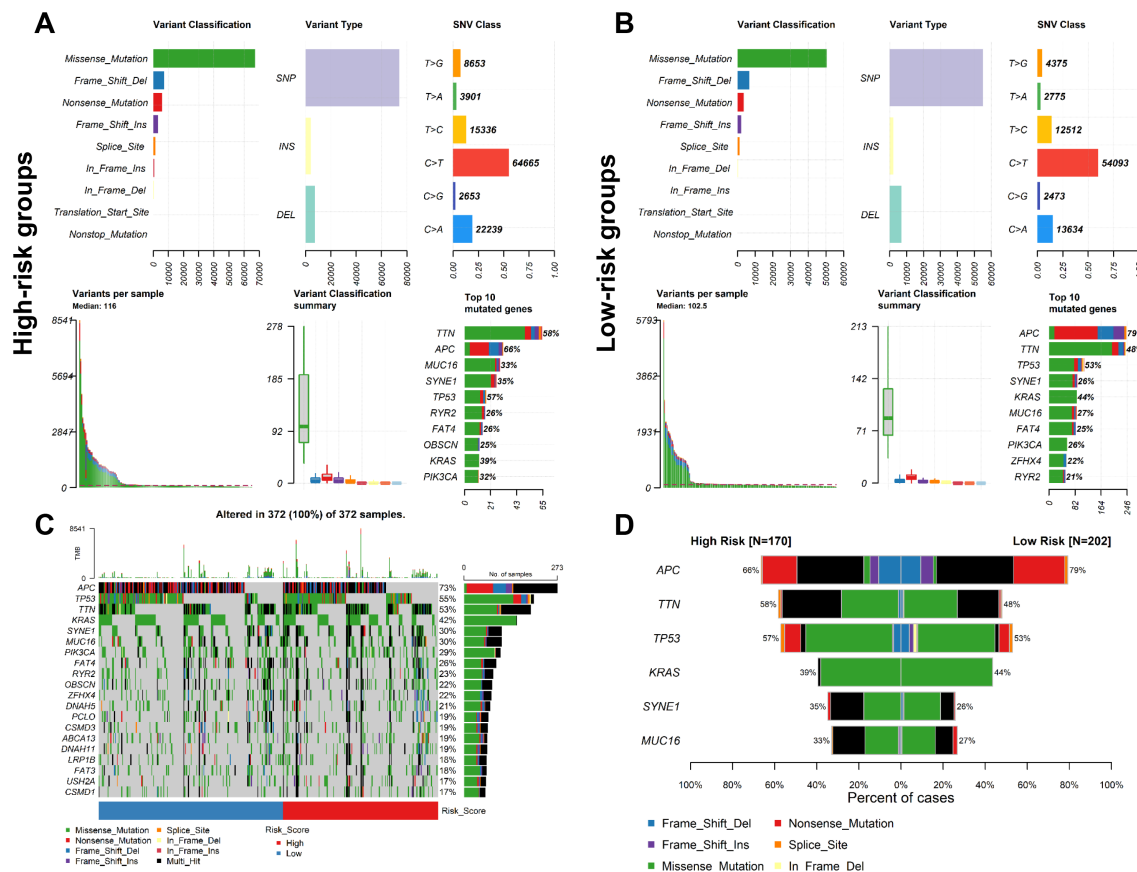 A
High-risk groups
Variant Classification
Missense_Mutation
Frame_Shift_Del
Nonsense_Mutation
Frame_Shift_Ins
Splice_Site
In_Frame_Ins
In_Frame_Del
Translation_Start_Site
Nonstop_Mutation
0
10000
20000
30000
40000
50000
60000
70000
Variant Type
SNP
INS
DEL
0
20000
40000
60000
80000
SNV Class
T>G 8653
T>A 3901
T>C 15336
C>T 64665
C>G 2653
C>A 22239
0.00
0.25
0.50
0.75
1.00
Variants per sample
Median: 116
8541
5694
2847
0
Variant Classification
summary
278
185
92
0
Top 10
mutated genes
TTN 58%
APC 66%
MUC16 33%
SYNE1 35%
TP53 57%
RYR2 26%
FAT4 26%
OBSCN 25%
KRAS 39%
PIK3CA 32%
0
21
43
55
B
Low-risk groups
Variant Classification
Missense_Mutation
Frame_Shift_Del
Nonsense_Mutation
Frame_Shift_Ins
Splice_Site
In_Frame_Del
In_Frame_Ins
Translation_Start_Site
Nonstop_Mutation
0
10000
20000
30000
40000
50000
60000
Variant Type
SNP
INS
DEL
0
10000
20000
30000
40000
50000
60000
SNV Class
T>G 4375
T>A 2775
T>C 12512
C>T 54093
C>G 2473
C>A 13634
0.00
0.25
0.50
0.75
1.00
Variants per sample
Median: 102.5
5793
3862
1931
0
Variant Classification
summary
213
142
71
0
Top 10
mutated genes
APC 79
TTN 48%
TP53 53%
SYNE1 26%
KRAS 44%
MUC16 27%
FAT4 25%
PIK3CA 26%
ZFHX4 22%
RYR2 21%
0
82
164
246
C
Altered in 372 (100%) of 372 samples.
8541
TMB
0
No. of samples
0
273
APC 73%
TP53 55%
TTN 53%
KRAS 42%
SYNE1 30%
MUC16 30%
PIK3CA 29%
FAT4 26%
RYR2 23%
OBSCN 22%
ZFHX4 22%
DNAH5 21%
PCLO 19%
CSMD3 19%
ABCA13 19%
DNAH11 19%
LRP1B 18%
FAT3 18%
USH2A 17%
CSMD1 17%
Risk_Score
Missense_Mutation
Nonsense_Mutation
Frame_Shift_Del
Frame_Shift_Ins
Splice_Site
In_Frame_Del
In_Frame_Ins
Multi_Hit
Risk_Score
High
Low
D
High Risk [N=170]
Low Risk [N=202]
APC 66% 79%
TTN 58% 48%
TP53 57% 53%
KRAS 39% 44%
SYNE1 35% 26%
MUC16 33% 27%
100% 80% 60% 40% 20% 0% 20% 40% 60% 80% 100%
Percent of cases
Frame_Shift_Del
Frame_Shift_Ins
Missense_Mutation
Nonsense_Mutation
Splice_Site
In_Frame_Del